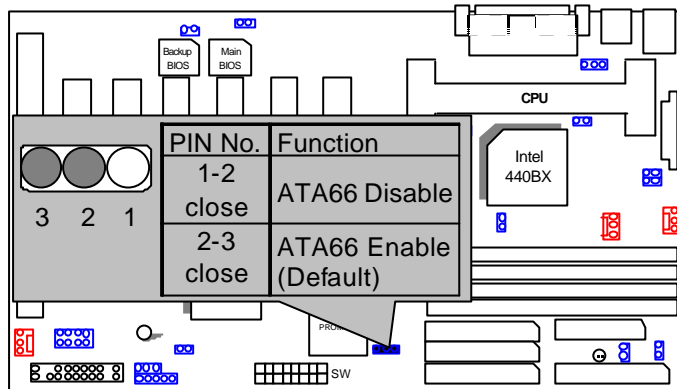 Backup
BIOS
Main
BIOS
CPU
Intel
440BX
PIN No. Function
1-2
close
ATA66 Disable
2-3
close
ATA66 Enable
(Default)
3 2 1
SW